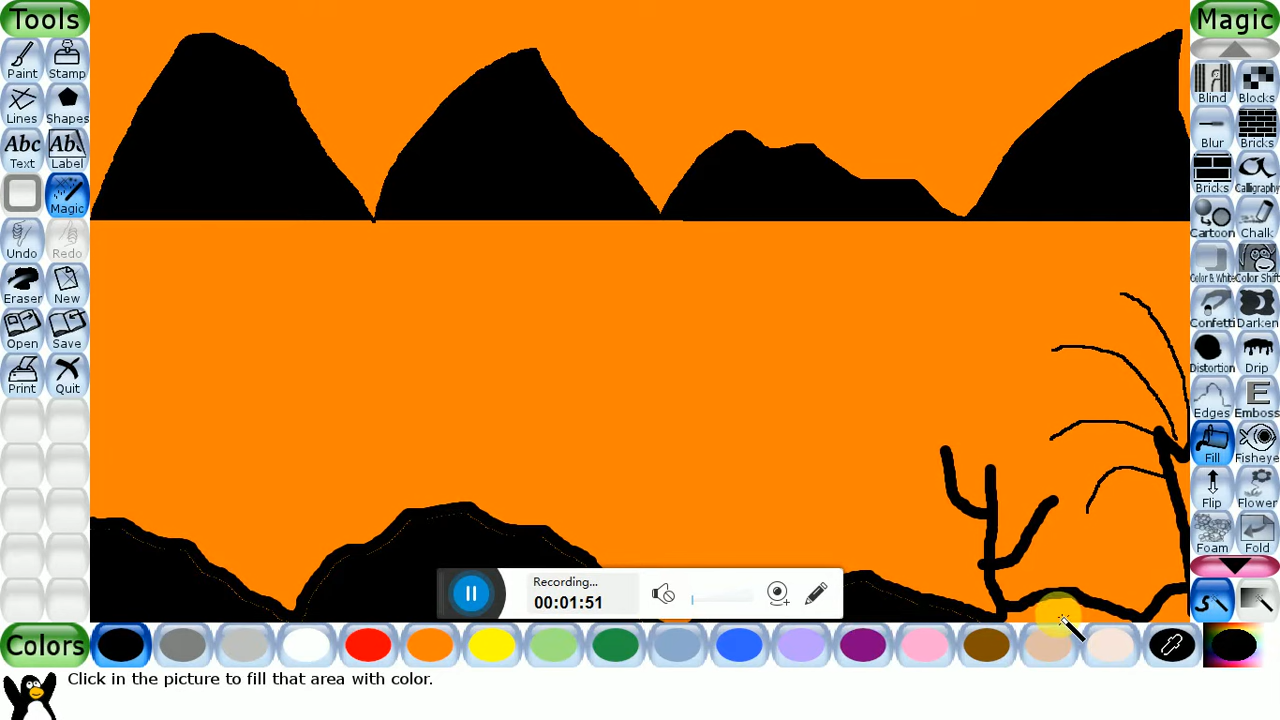 Tools
Magic
Paint
Stamp
Lines
Shapes
Abc
Text
Abc
Label
Magic
Undo
Redo
Eraser
New
Open
Save
Print
Quit
Blind
Blocks
Blur
Bricks
Bricks
Calligraphy
Cartoon
Chalk
Color & White
Color Shift
Confetti
Darken
Distortion
Drip
Edges
E
Emboss
Fill
Fisheye
Flip
Flower
Foam
Fold
Recording...
00:01:51
Colors
Click in the picture to fill that area with color.